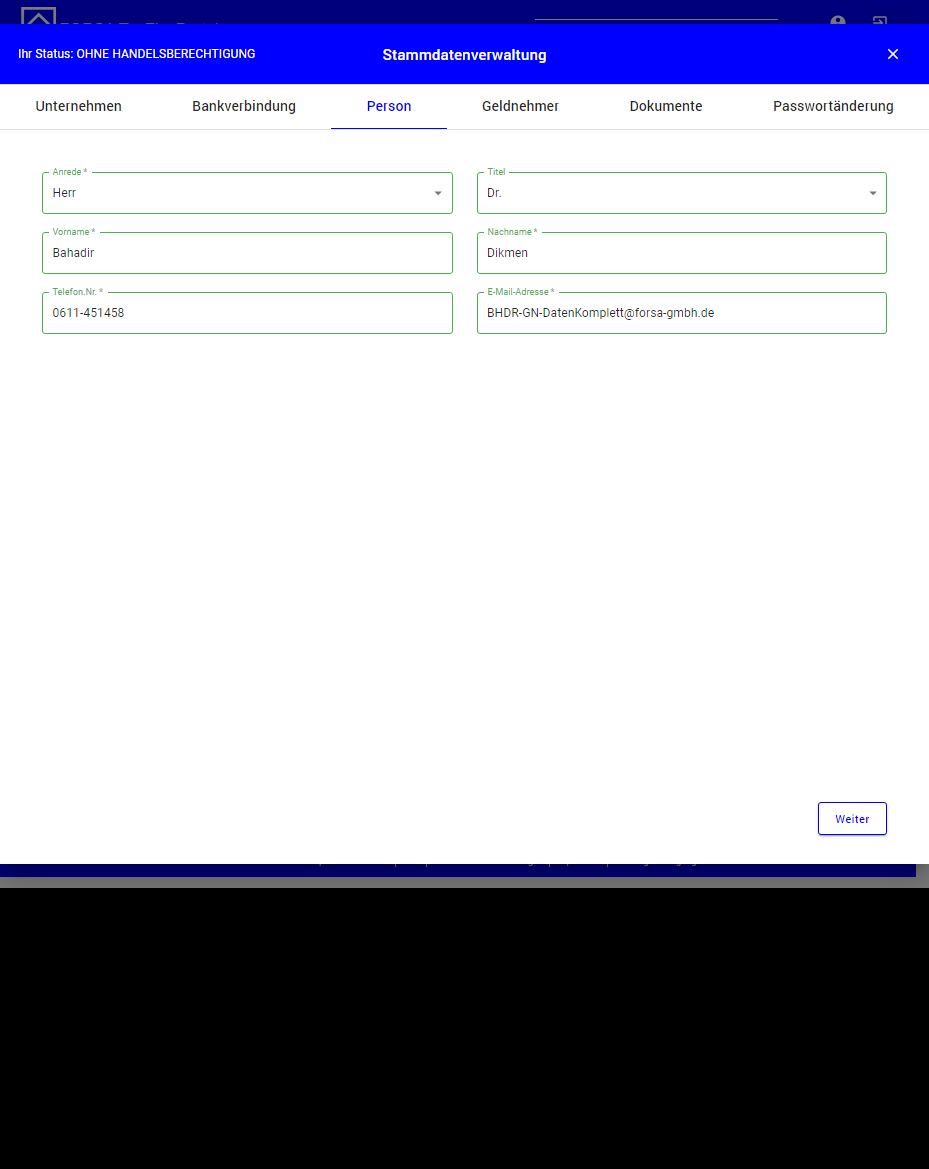 Ihr Status: OHNE HANDELSBERECHTIGUNG
Stammdatenverwaltung
Unternehmen
Bankverbindung
Person
Geldnehmer
Dokumente
Passwortänderung
Anrede *
Herr
Titel
Dr.
Vorname *
Bahadir
Nachname *
Dikmen
Telefon.Nr. *
0611-451458
E-Mail-Adresse *
BHDR-GN-DatenKomplett@forsa-gmbh.de
Weiter